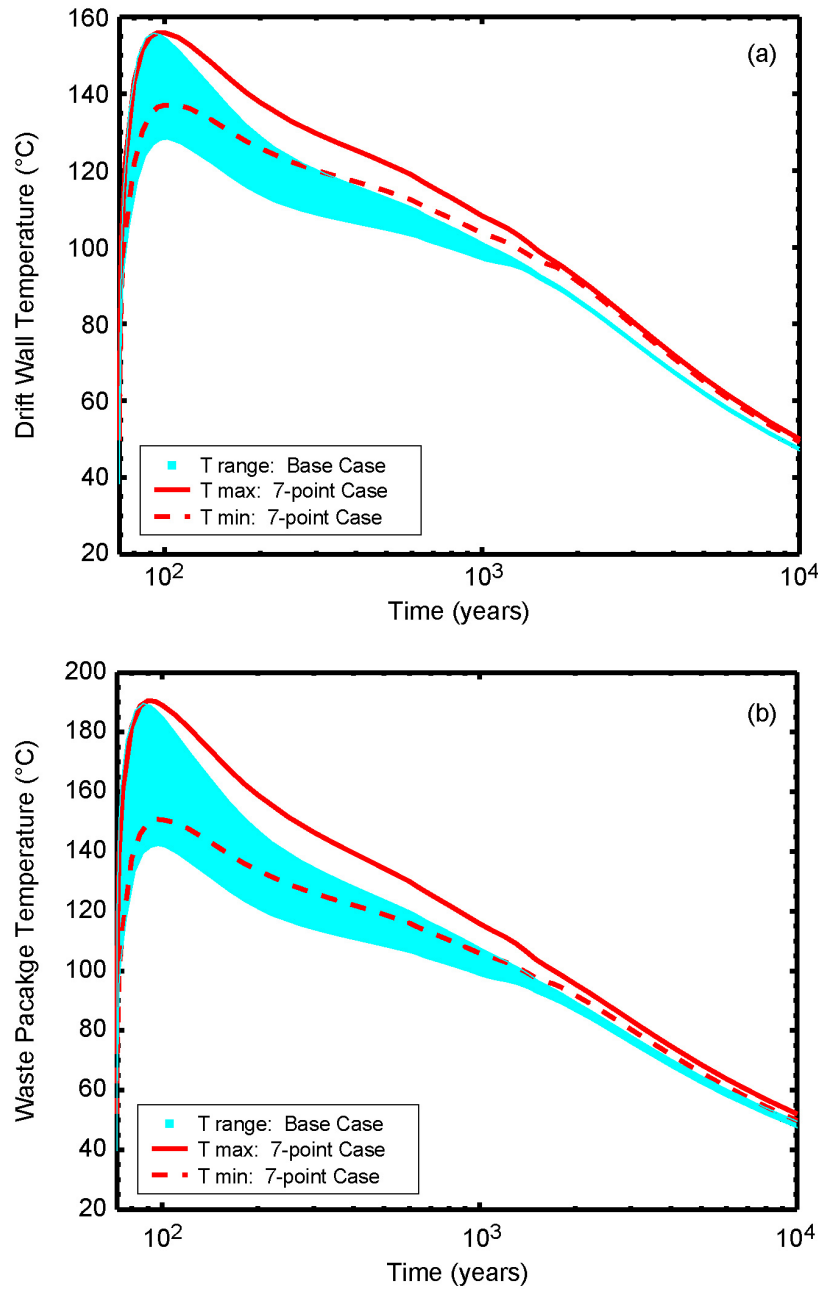 160
(a)
140
120
100
80
60
40
20
Drift Wall Temperature (°C)
T range: Base Case
T max: 7-point Case
T min: 7-point Case
10²
10³
10⁴
Time (years)
200
(b)
180
160
140
120
100
80
60
40
20
Waste Pacakge Temperature (°C)
T range: Base Case
T max: 7-point Case
T min: 7-point Case
10²
10³
10⁴
Time (years)